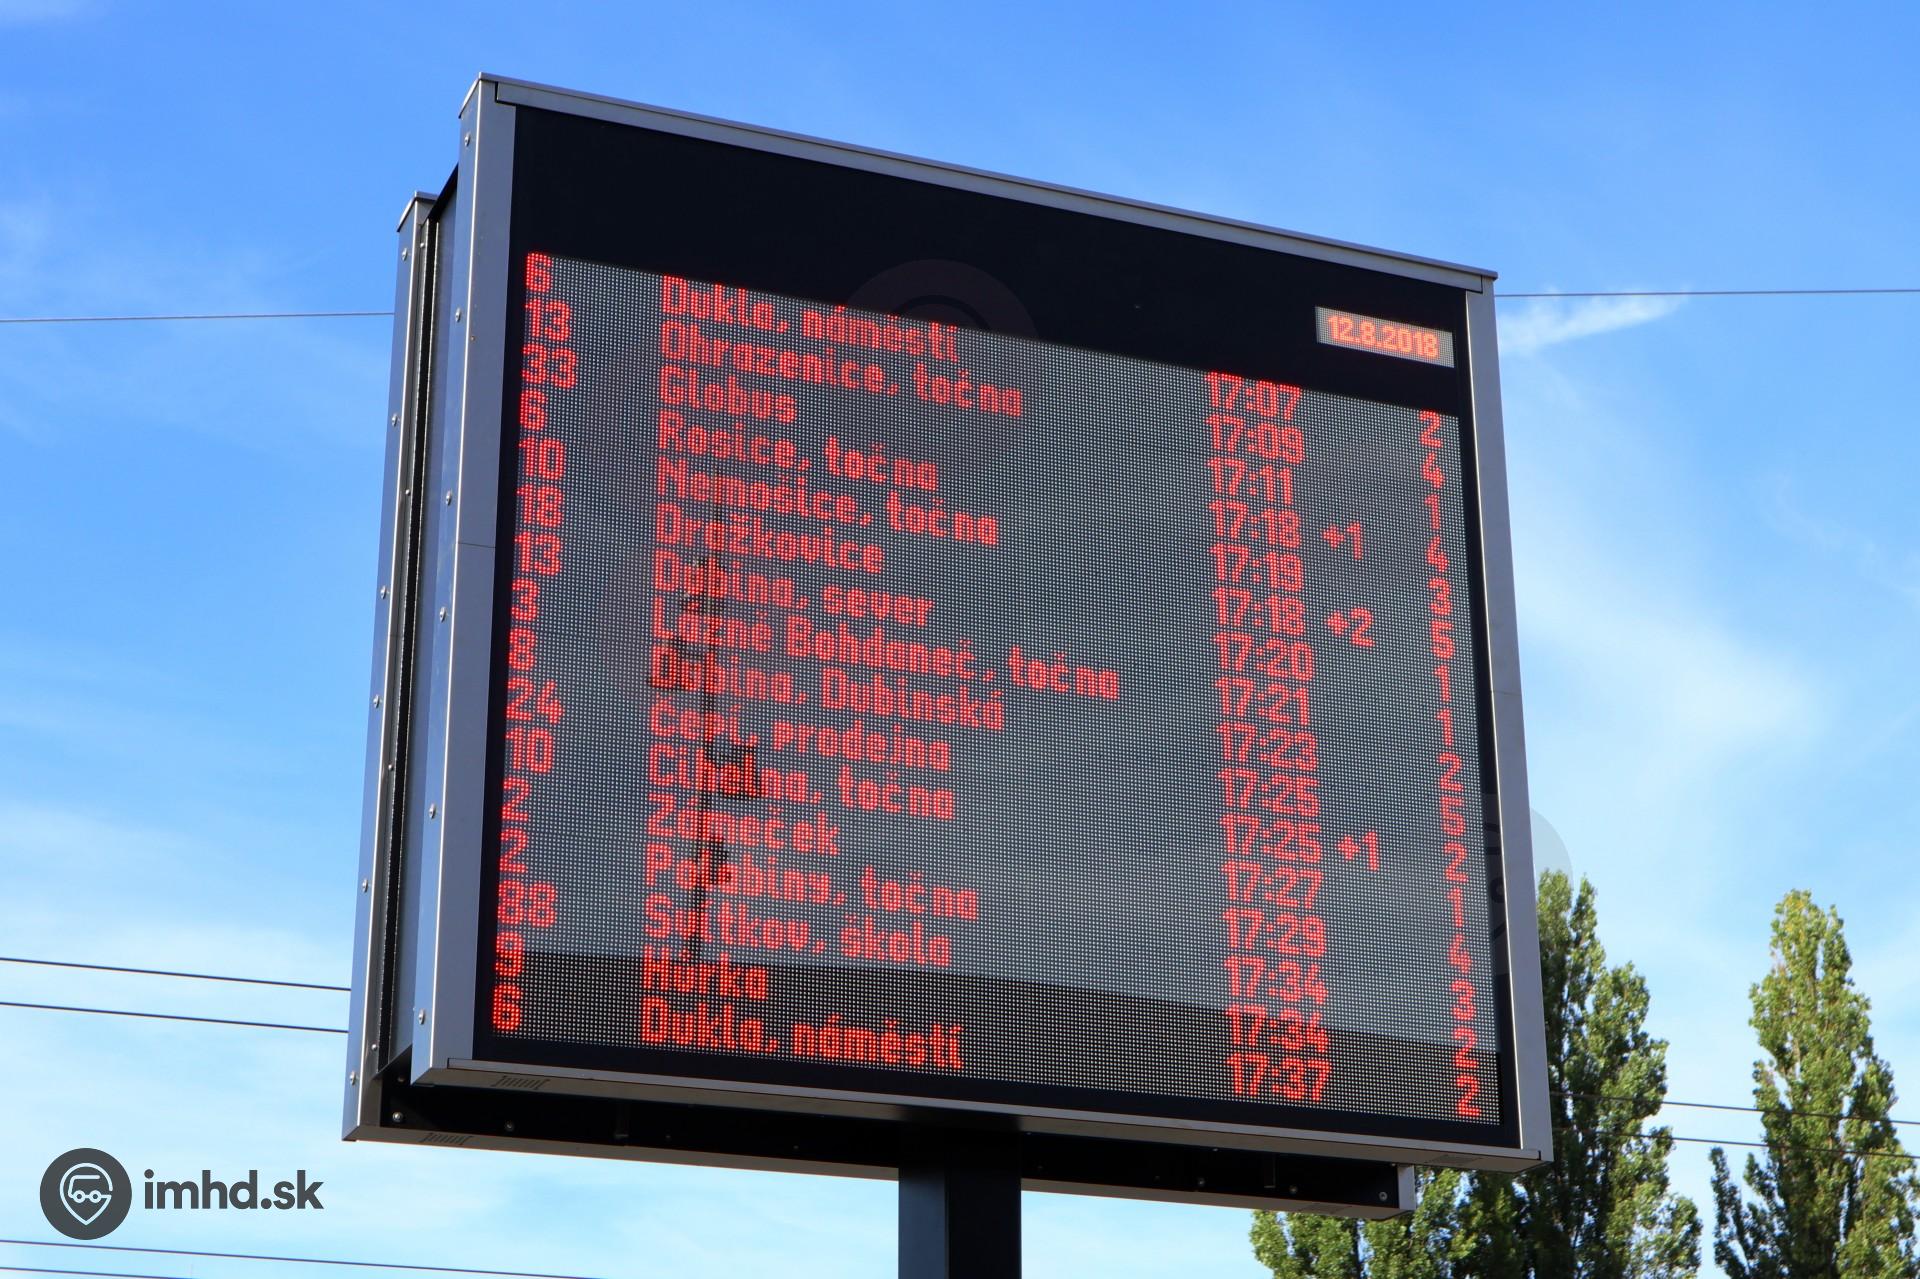 12.8.2018
6 Dukla, náměstí 17:07 2
13 Ohrazenice, točna 17:09 4
33 Globus 17:11 1
6 Rosice, točna 17:18 +1 4
10 Nemošice, točna 17:19 3
18 Dražkovice 17:18 +2 5
13 Dubina, sever 17:20 1
3 Lázně Bohdaneč, točna 17:21 1
8 Dubina, Dubinská 17:23 2
24 Čepí, prodejna 17:25 5
10 Cihelna, točna 17:25 +1 2
2 Zámeček 17:27 1
2 Polabiny, točna 17:29 4
88 Svítkov, škola 17:34 3
9 Hůrka 17:34 2
6 Dukla, náměstí 17:37 2
imhd.sk